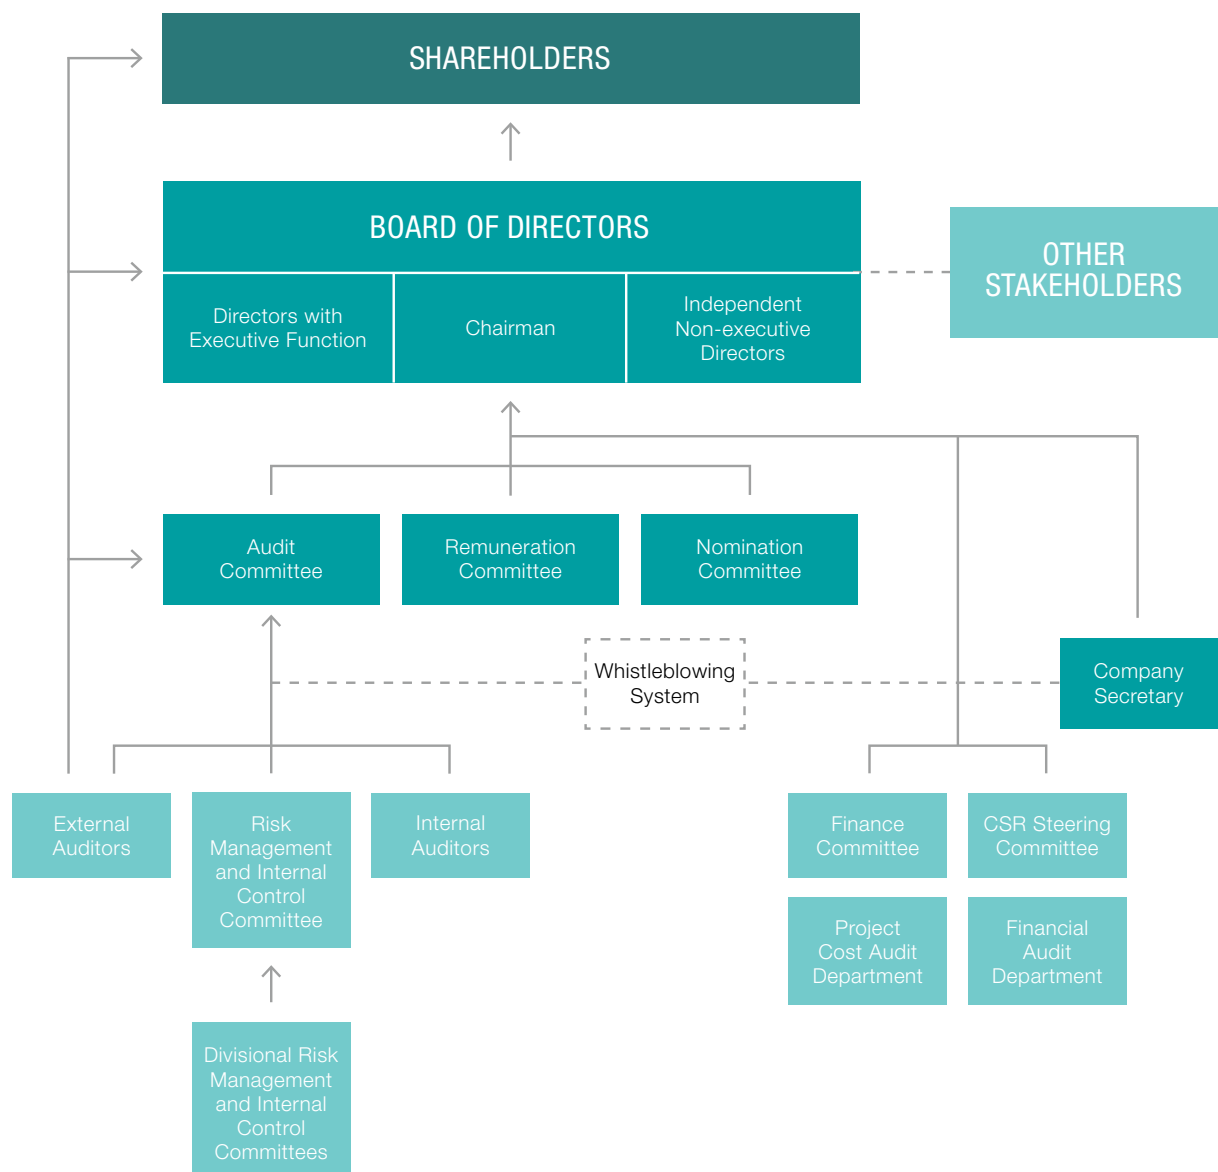 SHAREHOLDERS
BOARD OF DIRECTORS
Directors with
Executive Function
Chairman
Independent
Non-executive
Directors
OTHER
STAKEHOLDERS
Audit
Committee
Remuneration
Committee
Nomination
Committee
Whistleblowing
System
Company
Secretary
External
Auditors
Risk
Management
and Internal
Control
Committee
Internal
Auditors
Finance
Committee
CSR Steering
Committee
Project
Cost Audit
Department
Financial
Audit
Department
Divisional Risk
Management
and Internal
Control
Committees